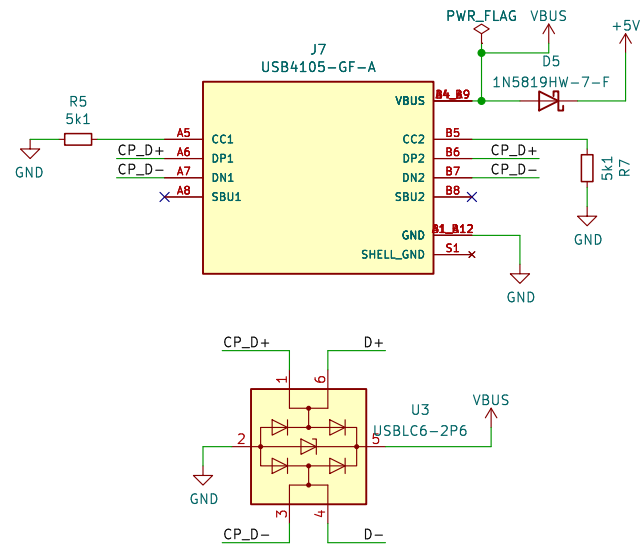 PWR_FLAG
VBUS
+5V
J7
USB4105-GF-A
D5
1N5819HW-7-F
R5
5k1
GND
CP_D+
CP_D-
A5
A6
A7
A8
CC1
DP1
DN1
SBU1
VBUS
CC2
DP2
DN2
SBU2
GND
SHELL_GND
B5
B6
B7
B8
S1
CP_D+
CP_D-
5k1
R7
GND
GND
CP_D+
D+
1
6
U3
USBLC6-2P6
VBUS
2
5
GND
3
4
CP_D-
D-